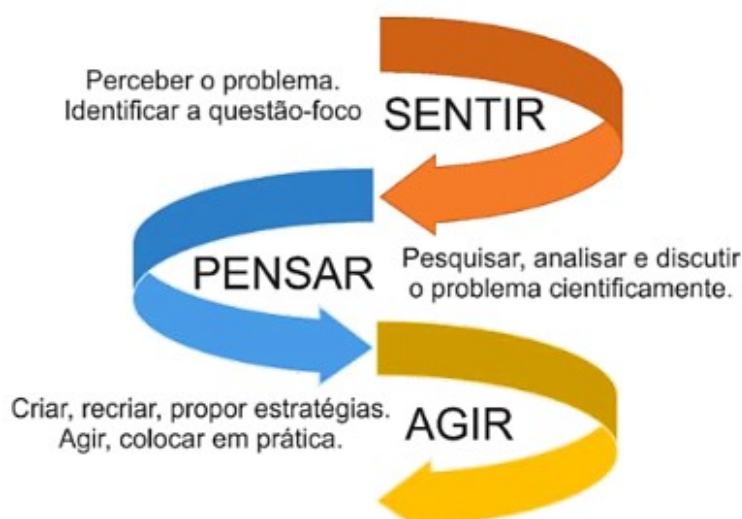 Perceber o problema.
Identificar a questão-foco
SENTIR
PENSAR
Pesquisar, analisar e discutir
o problema cientificamente.
Criar, recriar, propor estratégias.
Agir, colocar em prática.
AGIR